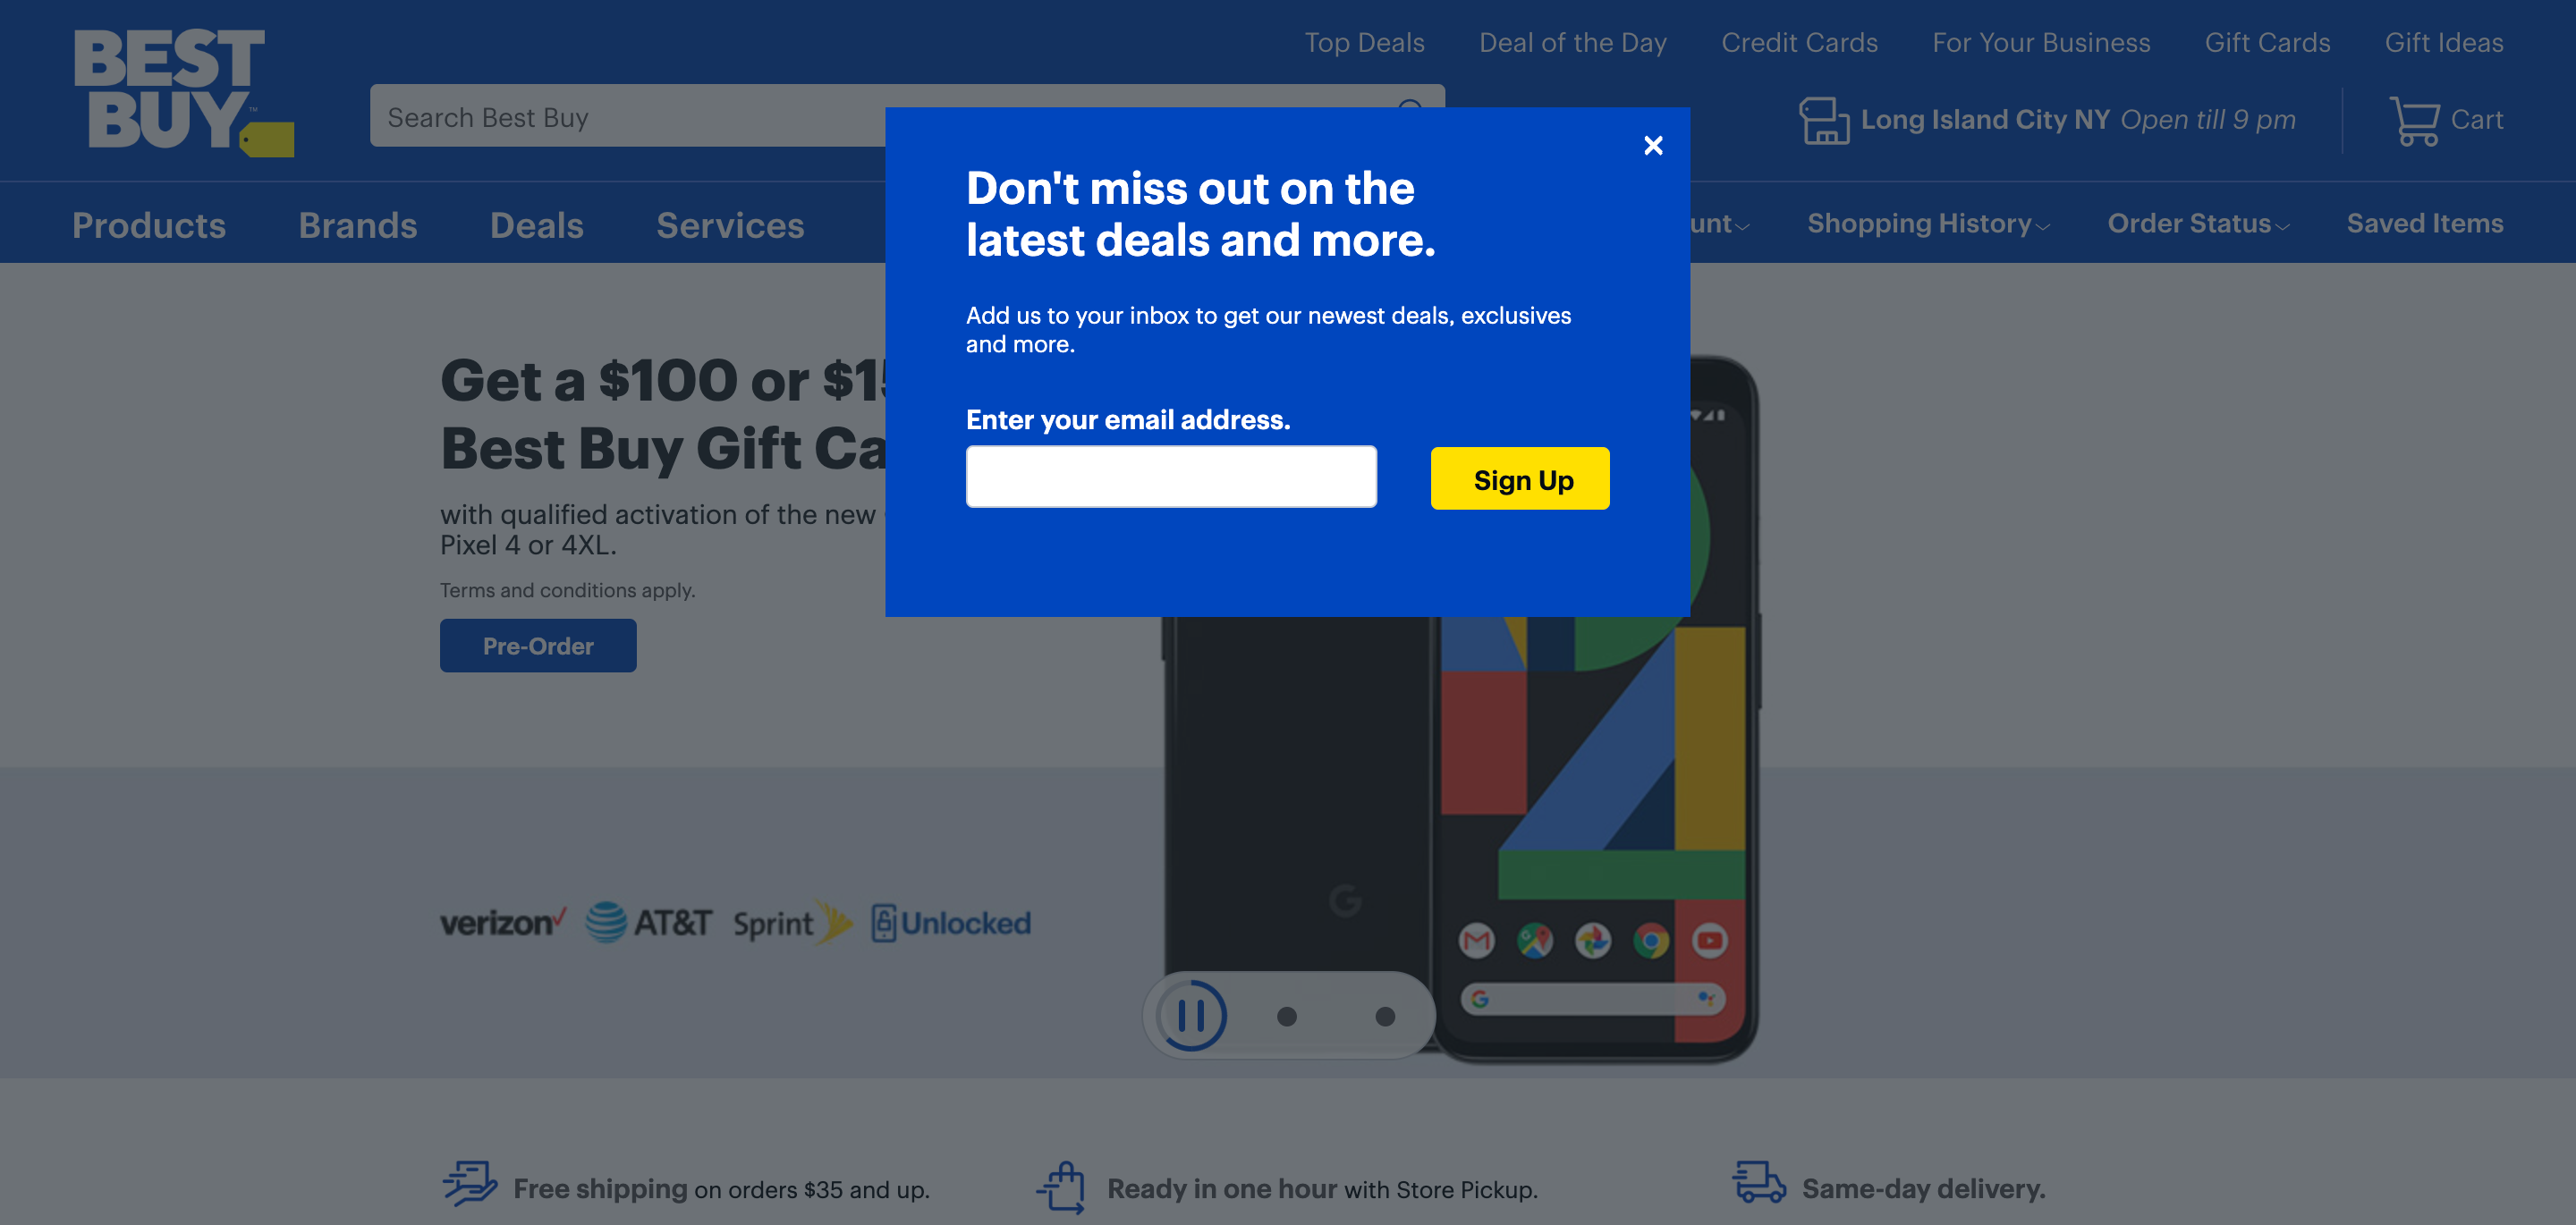 BEST
BUY™
Top Deals Deal of the Day Credit Cards For Your Business Gift Cards Gift Ideas
Search Best Buy
Long Island City NY Open till 9 pm
Cart
Products Brands Deals Services
unt Shopping History Order Status Saved Items
Don't miss out on the
latest deals and more.
Add us to your inbox to get our newest deals, exclusives
and more.
Enter your email address.
Sign Up
Get a $100 or $15
Best Buy Gift Ca
with qualified activation of the new
Pixel 4 or 4XL.
Terms and conditions apply.
Pre-Order
verizon AT&T Sprint Unlocked
G
Free shipping on orders $35 and up.
Ready in one hour with Store Pickup.
Same-day delivery.